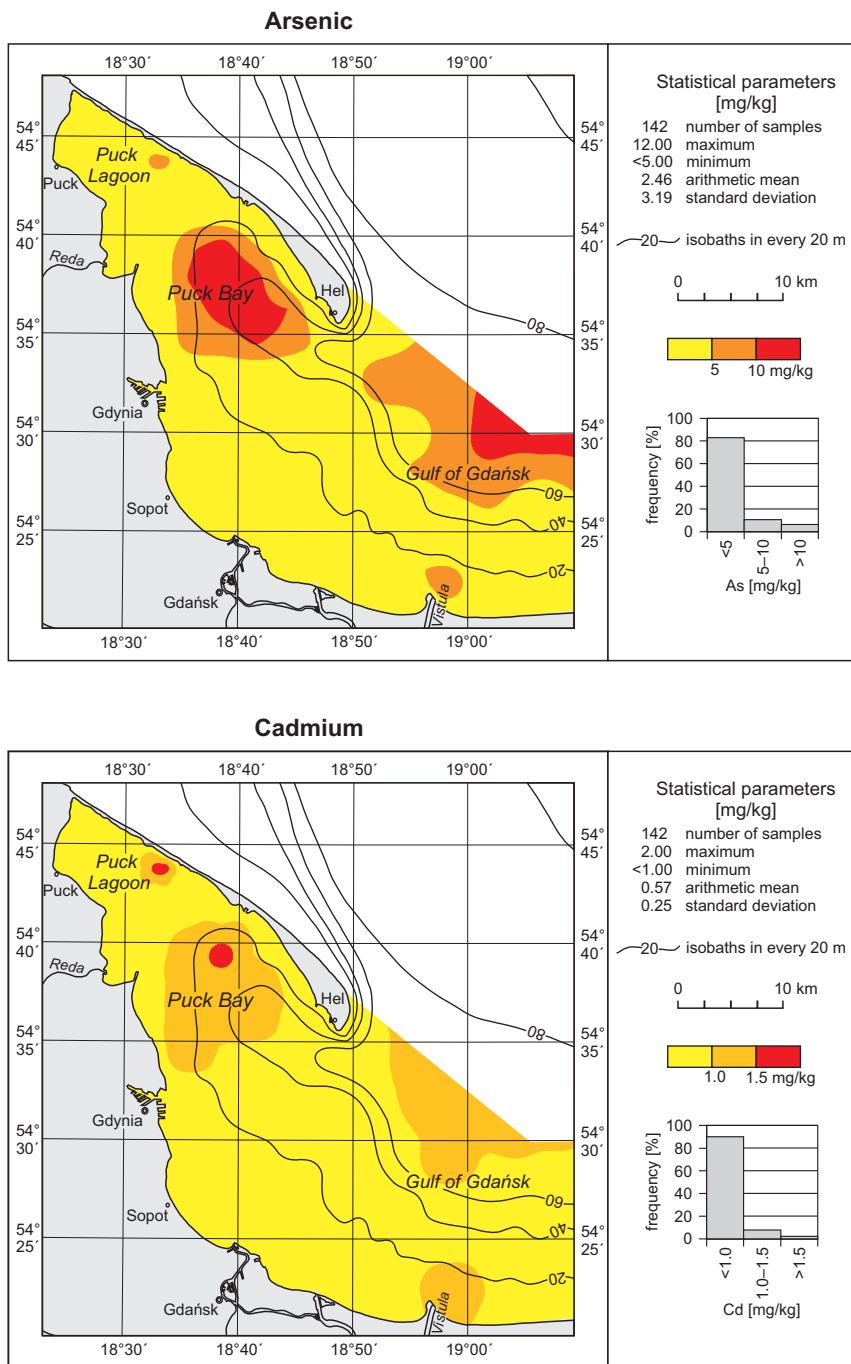 Arsenic
18°30´ 18°40´ 18°50´ 19°00´
54°
45´
54°
40´
54°
35´
54°
30´
54°
25´
Puck
Lagoon
Puck
Reda
Puck Bay
Hel
80
Gdynia
Gulf of Gdańsk
60
40
20
Sopot
Gdańsk
Vistula
54°
45´
54°
40´
54°
35´
54°
30´
54°
25´
18°30´ 18°40´ 18°50´ 19°00´
Statistical parameters
[mg/kg]
142 number of samples
12.00 maximum
<5.00 minimum
2.46 arithmetic mean
3.19 standard deviation
20 isobaths in every 20 m
0 10 km
5 10 mg/kg
frequency [%]
100
80
60
40
20
0
<5
5–10
>10
As [mg/kg]
Cadmium
18°30´ 18°40´ 18°50´ 19°00´
54°
45´
54°
40´
54°
35´
54°
30´
54°
25´
Puck
Lagoon
Puck
Reda
Puck Bay
Hel
80
Gdynia
Gulf of Gdańsk
60
40
20
Sopot
Gdańsk
Vistula
54°
45´
54°
40´
54°
35´
54°
30´
54°
25´
18°30´ 18°40´ 18°50´ 19°00´
Statistical parameters
[mg/kg]
142 number of samples
2.00 maximum
<1.00 minimum
0.57 arithmetic mean
0.25 standard deviation
20 isobaths in every 20 m
0 10 km
1.0 1.5 mg/kg
frequency [%]
100
80
60
40
20
0
<1.0
1.0–1.5
>1.5
Cd [mg/kg]